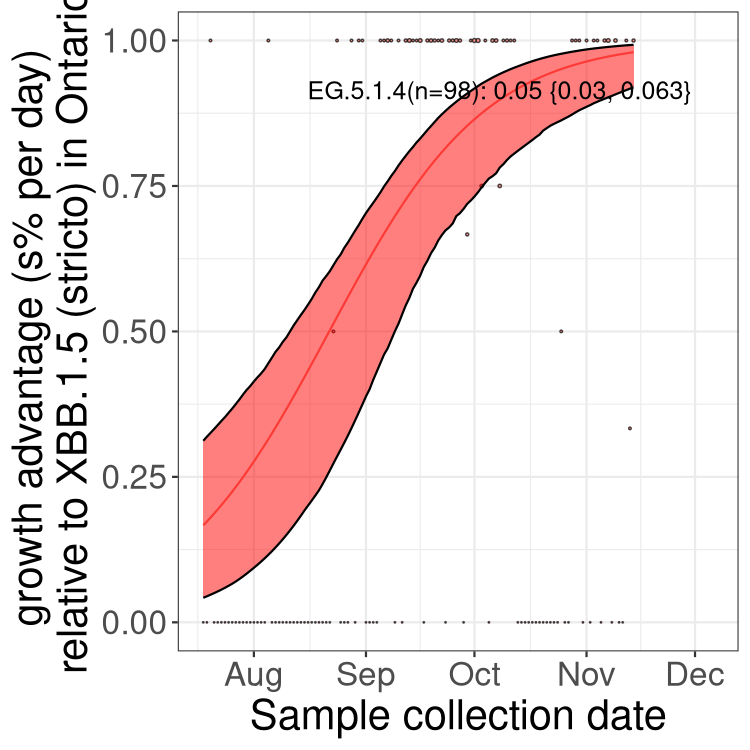 growth advantage (s% per day)
relative to XBB.1.5 (stricto) in Ontario
1.00
0.75
0.50
0.25
0.00
EG.5.1.4(n=98): 0.05 {0.03, 0.063}
Aug Sep Oct Nov Dec
Sample collection date